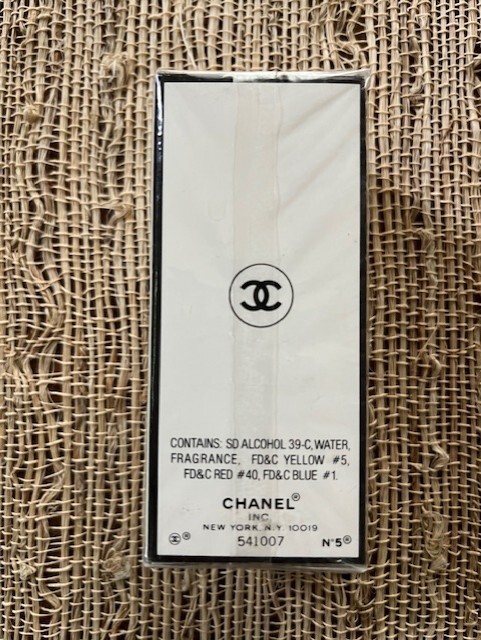 CONTAINS: SD ALCOHOL 39-C, WATER,
FRAGRANCE, FD&C YELLOW #5,
FD&C RED #40, FD&C BLUE #1.
CHANEL®
INC.
NEW YORK, N.Y. 10019
541007
N°5®